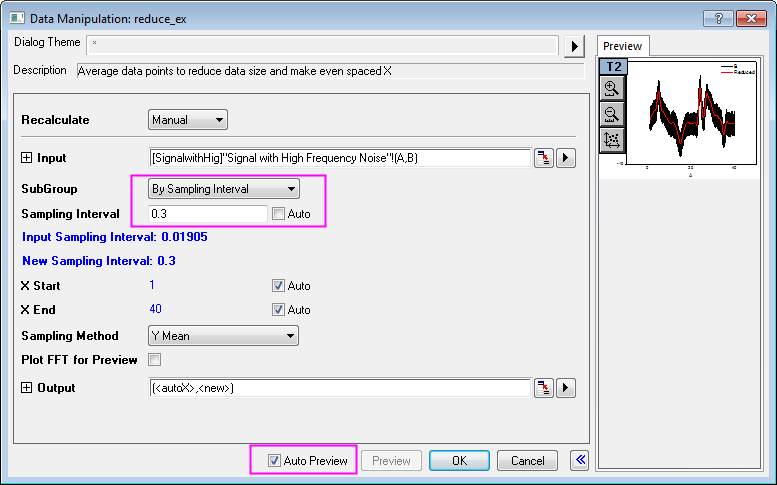 Data Manipulation: reduce_ex
Dialog Theme *
Description Average data points to reduce data size and make even spaced X
Recalculate Manual
Input [SignalwithHig]"Signal with High Frequency Noise"!(A,B)
SubGroup By Sampling Interval
Sampling Interval 0.3 Auto
Input Sampling Interval: 0.01905
New Sampling Interval: 0.3
X Start 1 Auto
X End 40 Auto
Sampling Method Y Mean
Plot FFT for Preview
Output (<autoX>,<new>)
Auto Preview Preview OK Cancel
Preview
T2
B
Reduced